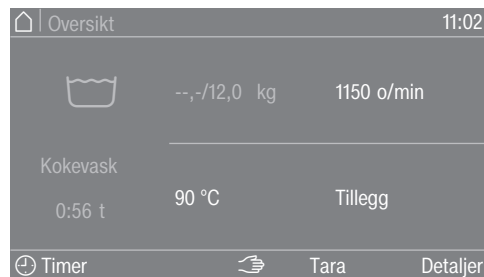 Oversikt 11:02
--,-/12,0 kg 1150 o/min
Kokevask
0:56 t
90 °C Tillegg
Timer Tara Detaljer